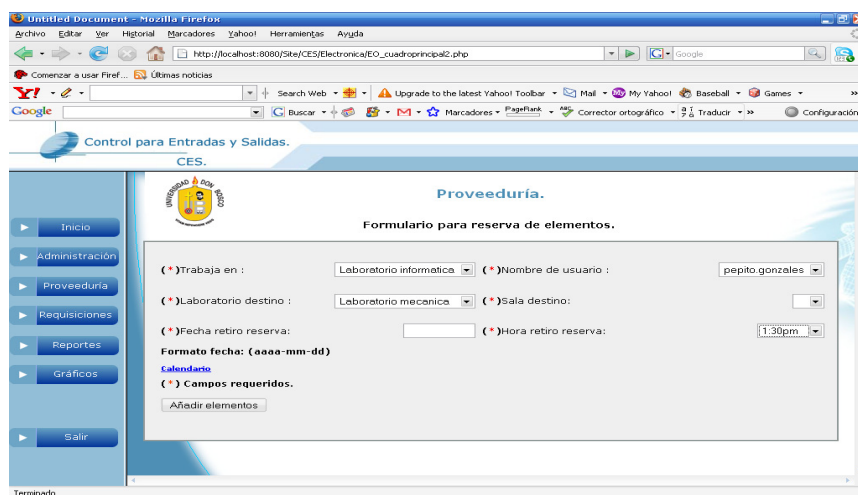 Untitled Document - Mozilla Firefox
Archivo Editar Ver Historial Marcadores Yahoo! Herramientas Ayuda
http://localhost:8080/Site/CES/Electronica/EO_cuadroprincipal2.php
G Google
Comenzar a usar Firef... Últimas noticias
Y! Search Web Upgrade to the latest Yahoo! Toolbar Mail My Yahoo! Baseball Games »
Google G Buscar Marcadores PageRank Corrector ortográfico Traducir » Configuración
Control para Entradas y Salidas.
CES.
UNIVERSIDAD DON BOSCO
Proveeduría.
Formulario para reserva de elementos.
Inicio
Administración
Proveeduría
Requisiciones
Reportes
Gráficos
Salir
(*)Trabaja en : Laboratorio informatica (*)Nombre de usuario : pepito.gonzales
(*)Laboratorio destino : Laboratorio mecanica (*)Sala destino:
(*)Fecha retiro reserva: (*)Hora retiro reserva: 1:30pm
Formato fecha: (aaaa-mm-dd)
Calendario
(*) Campos requeridos.
Añadir elementos
Terminado